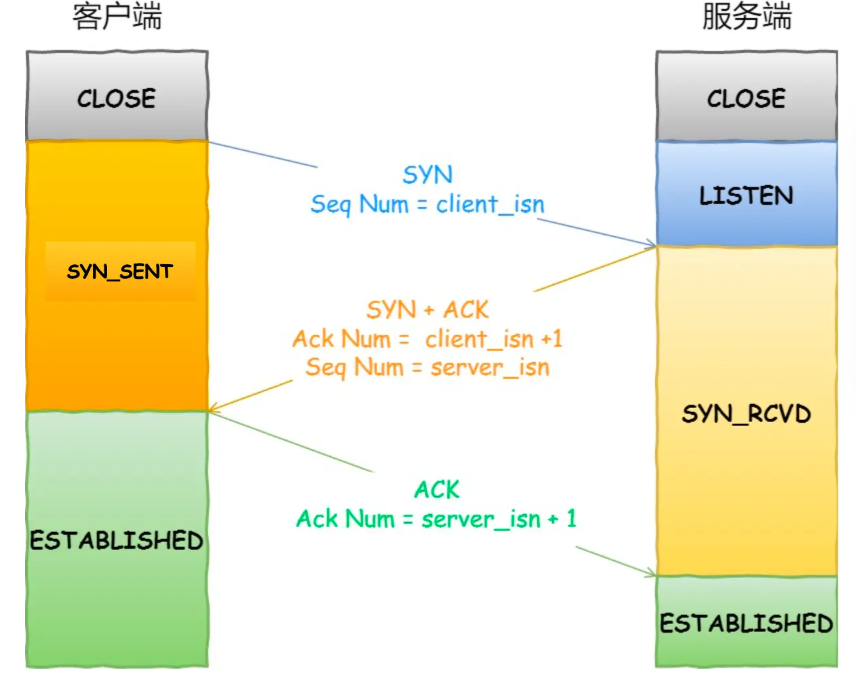 客户端
服务端
CLOSE
CLOSE
SYN
Seq Num = client_isn
LISTEN
SYN_SENT
SYN + ACK
Ack Num = client_isn +1
Seq Num = server_isn
SYN_RCVD
ACK
Ack Num = server_isn + 1
ESTABLISHED
ESTABLISHED